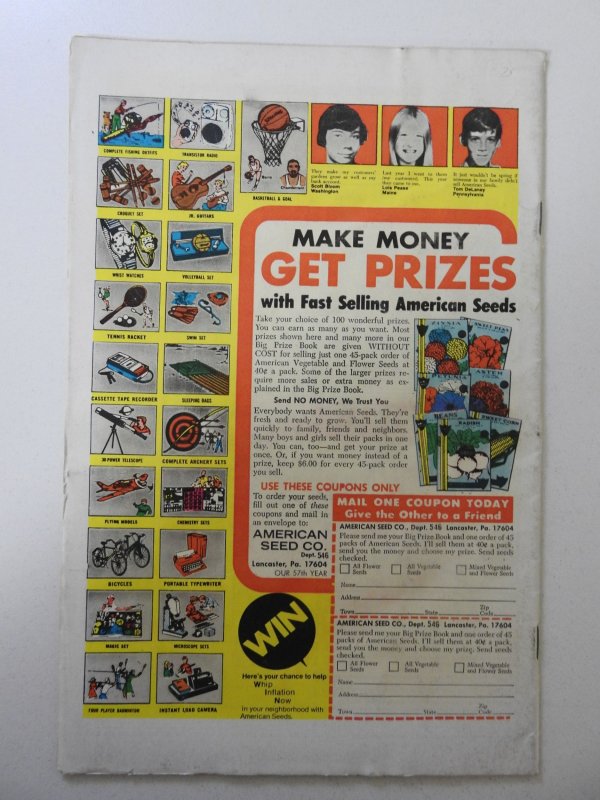 COMPLETE FISHING OUTFITS
TRANSISTOR RADIO
CROQUET SET
JR. GUITARS
WRIST WATCHES
VOLLEYBALL SET
TENNIS RACKET
SWIM SET
CASSETTE TAPE RECORDER
SLEEPING BAGS
30-POWER TELESCOPE
COMPLETE ARCHERY SETS
FLYING MODELS
CHEMISTRY SETS
BICYCLES
PORTABLE TYPEWRITER
MAGIC SET
MICROSCOPE SETS
FOUR PLAYER BADMINTON
INSTANT LOAD CAMERA
SPALDING
Chamberlain
BASKETBALL & GOAL
They make my customers'
gardens grow as well as my
bank account.
Scott Bloom
Washington
Last year I went to them
my customers). This year
they came to me.
Lois Pease
Maine
It just wouldn't be spring if
someone in our family didn't
sell American Seeds.
Tom DeLaney
Pennsylvania
MAKE MONEY
GET PRIZES
with Fast Selling American Seeds
Take your choice of 100 wonderful prizes.
You can earn as many as you want. Most
prizes shown here and many more in our
Big Prize Book are given WITHOUT
COST for selling just one 45-pack order of
American Vegetable and Flower Seeds at
40¢ a pack. Some of the larger prizes re-
quire more sales or extra money as ex-
plained in the Big Prize Book.
Send NO MONEY, We Trust You
Everybody wants American Seeds. They're
fresh and ready to grow. You'll sell them
quickly to family, friends and neighbors.
Many boys and girls sell their packs in one
day. You can, too—and get your prize at
once. Or, if you want money instead of a
prize, keep $6.00 for every 45-pack order
you sell.
ZINNIA
ASTER
BEANS
RADISH
SWEET CORN
USE THESE COUPONS ONLY
To order your seeds,
fill out one of these
coupons and mail in
an envelope to:
AMERICAN
SEED CO.
Dept. 546
Lancaster, Pa. 17604
OUR 57th YEAR
WIN
Here's your chance to help
Whip
Inflation
Now
in your neighborhood with
American Seeds.
MAIL ONE COUPON TODAY
Give the Other to a Friend
AMERICAN SEED CO., Dept. 546 Lancaster, Pa. 17604
Please send me your Big Prize Book and one order of 45
packs of American Seeds. I'll sell them at 40¢ a pack,
send you the money and choose my prize. Send seeds
checked.
All Flower Seeds
All Vegetable Seeds
Mixed Vegetable and Flower Seeds
Name
Address
Town State Zip Code
AMERICAN SEED CO., Dept. 546 Lancaster, Pa. 17604
Please send me your Big Prize Book and one order of 45
packs of American Seeds. I'll sell them at 40¢ a pack,
send you the money and choose my prize. Send seeds
checked.
All Flower Seeds
All Vegetable Seeds
Mixed Vegetable and Flower Seeds
Name
Address
Town State Zip Code